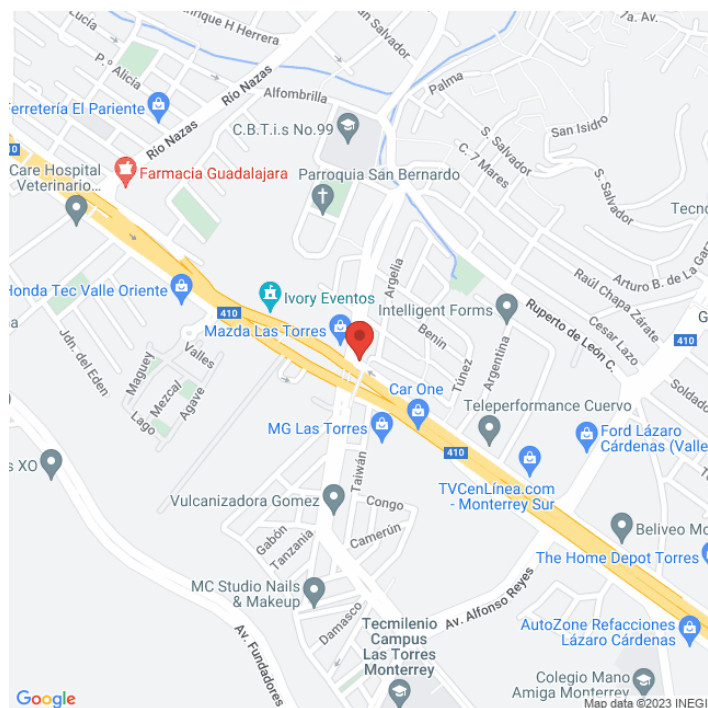 Lucía
Enrique H Herrera
San Salvador
7a. Av.
P.º Alicia
Río Nazas
Alfombrilla
Palma
Ferretería El Pariente
C.B.T.i.s No.99
S. Salvador
San Isidro
C. 7 Mares
Río Nazas
Care Hospital
Veterinario...
Farmacia Guadalajara
Parroquia San Bernardo
S. Salvador
Tecno
Arturo B. de La Garza
Honda Tec Valle Oriente
Ivory Eventos
Argelia
Raúl Chapa Zárate
410
Mazda Las Torres
Intelligent Forms
Benin
Ruperto de León C.
Cesar Lazo
410
Jdn. del Eden
Valles
Maguey
Mezcal
Agave
Lago
Túnez
Argentina
Soldado
Car One
Teleperformance Cuervo
MG Las Torres
410
Ford Lázaro
Cárdenas (Valle
s XO
Taiwán
TVCenLínea.com
- Monterrey Sur
Vulcanizadora Gomez
Congo
Gabón
Tanzania
Camerún
Beliveo Mo
The Home Depot Torres
MC Studio Nails
& Makeup
Damasco
Av. Alfonso Reyes
Tecmilenio
Campus
Las Torres
Monterrey
AutoZone Refacciones
Lázaro Cárdenas
Av. Fundadores
Colegio Mano
Amiga Monterrey
Google
Map data ©2023 INEGI